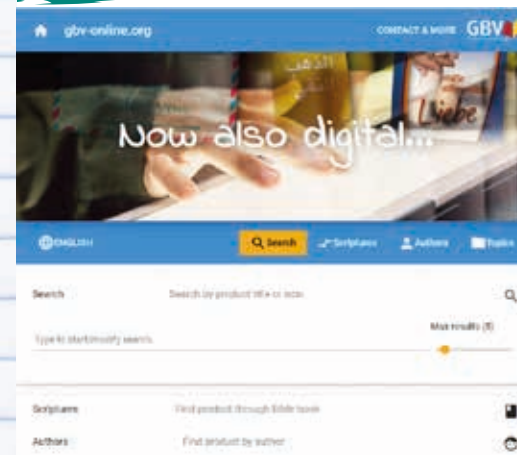 gbv-online.org CONTACT & MORE GBV
الذهب
Liebe
Now also digital...
ENGLISH Search Scriptures Authors Topics
Search Search by product title or
Max results (5)
Type to start/modify search.
Scriptures Find product through Bible book
Authors Find product by author